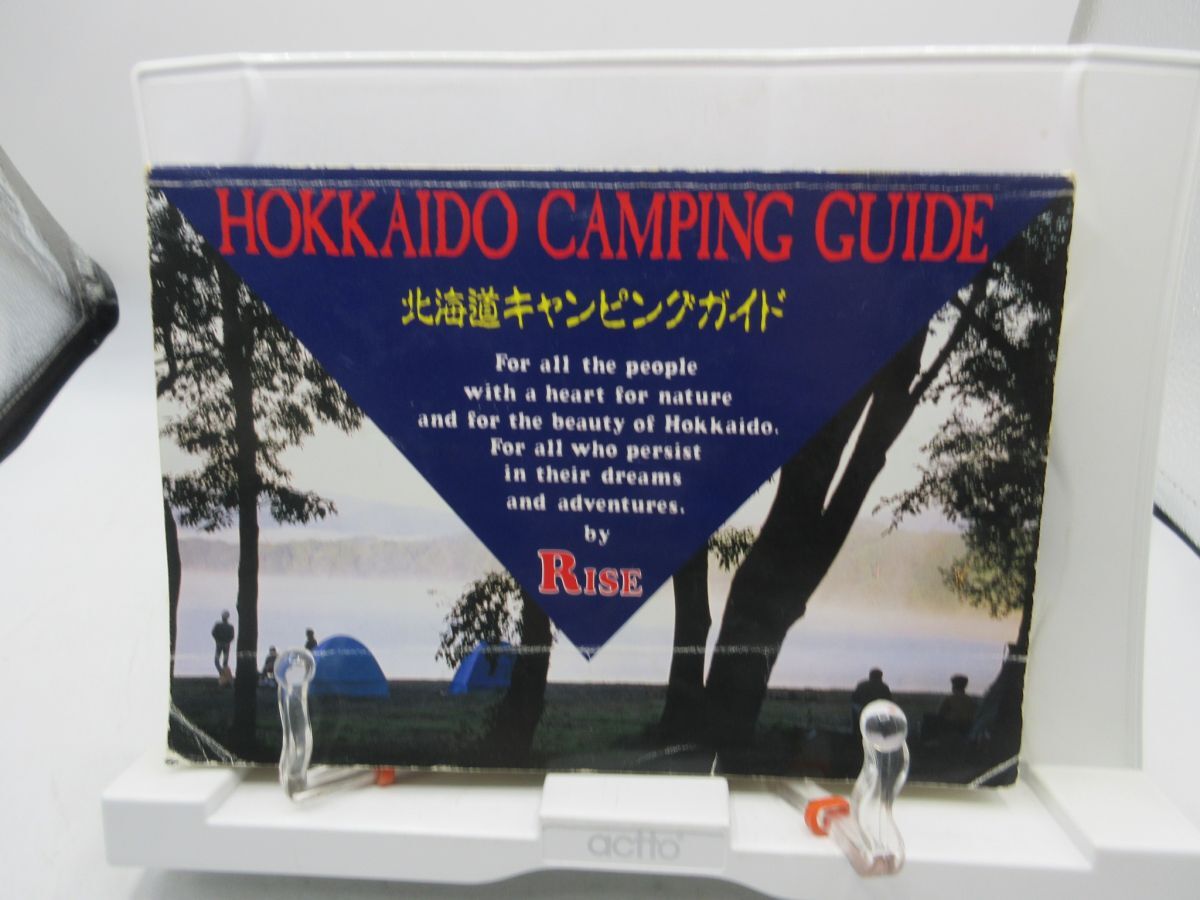 HOKKAIDO CAMPING GUIDE
北海道キャンピングガイド
For all the people
with a heart for nature
and for the beauty of Hokkaido.
For all who persist
in their dreams
and adventures.
by
RISE
actto